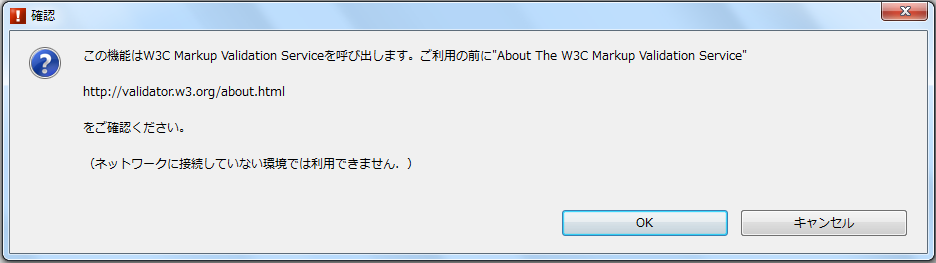 確認
この機能はW3C Markup Validation Serviceを呼び出します。ご利用の前に"About The W3C Markup Validation Service"
http://validator.w3.org/about.html
をご確認ください。
（ネットワークに接続していない環境では利用できません．）
OK
キャンセル